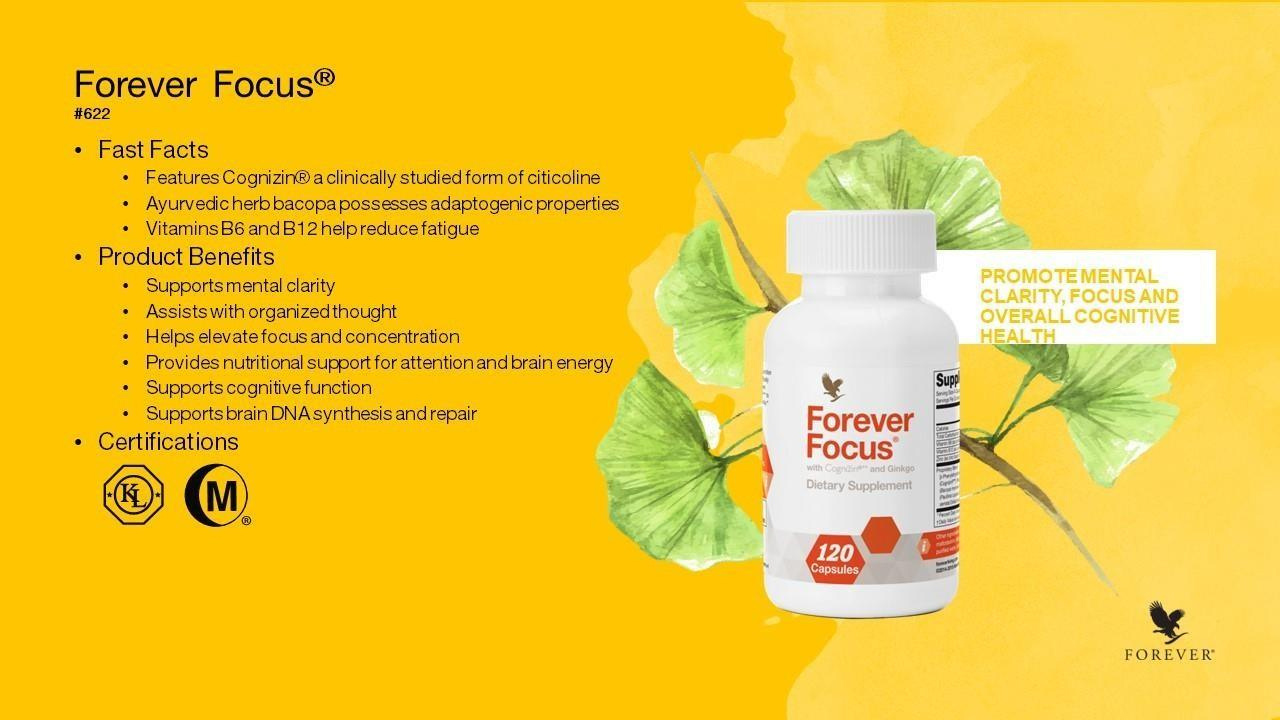 Forever Focus®
#622
• Fast Facts
• Features Cognizin® a clinically studied form of citicoline
• Ayurvedic herb bacopa possesses adaptogenic properties
• Vitamins B6 and B12 help reduce fatigue
• Product Benefits
• Supports mental clarity
• Assists with organized thought
• Helps elevate focus and concentration
• Provides nutritional support for attention and brain energy
• Supports cognitive function
• Supports brain DNA synthesis and repair
• Certifications
KL
M®
PROMOTE MENTAL
CLARITY, FOCUS AND
OVERALL COGNITIVE
HEALTH
Forever
Focus®
with Cognizin® and Ginkgo
Dietary Supplement
120
Capsules
Supp
FOREVER®